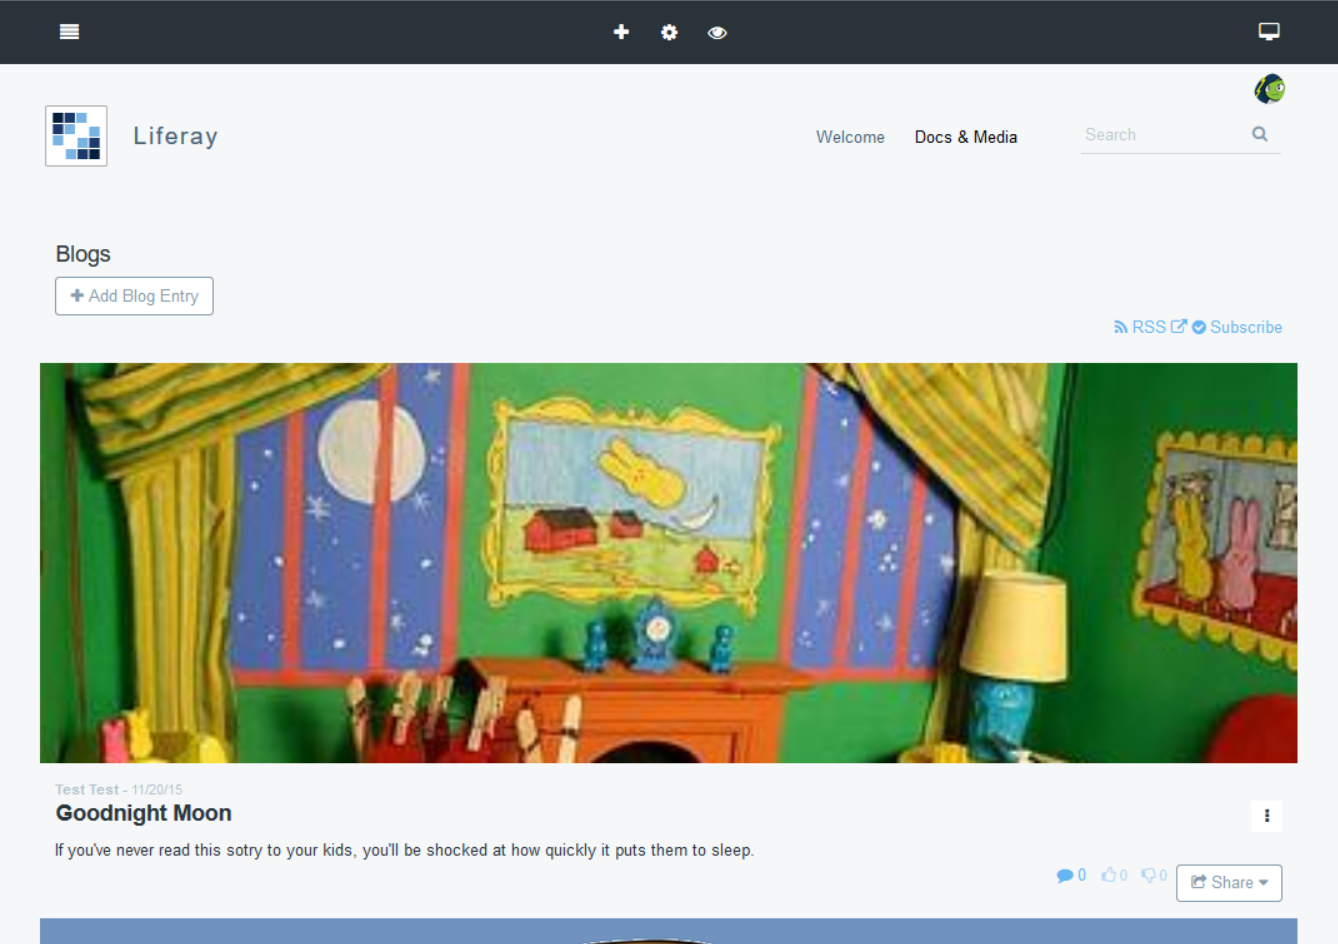 Liferay
Welcome Docs & Media Search
Blogs
Add Blog Entry
RSS Subscribe
Test Test - 11/20/15
Goodnight Moon
If you've never read this sotry to your kids, you'll be shocked at how quickly it puts them to sleep.
0 0 0 Share